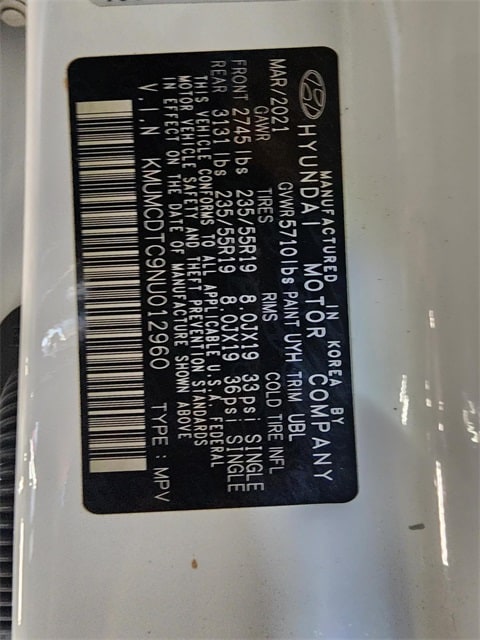 MANUFACTURED IN KOREA BY
HYUNDAI MOTOR COMPANY
MAR/2021 GVWR5710lbs PAINT UYH TRIM UBL
GAWR TIRES RIMS COLD TIRE INFL
FRONT 2745 lbs 235/55R19 8.0JX19 33psi SINGLE
REAR 3131 lbs 235/55R19 8.0JX19 36psi SINGLE
THIS VEHICLE CONFORMS TO ALL APPLICABLE U.S.A. FEDERAL
MOTOR VEHICLE SAFETY AND THEFT PREVENTION STANDARDS
IN EFFECT ON THE DATE OF MANUFACTURE SHOWN ABOVE
V.I.N KMUMCDTC9NU012960 TYPE : MPV